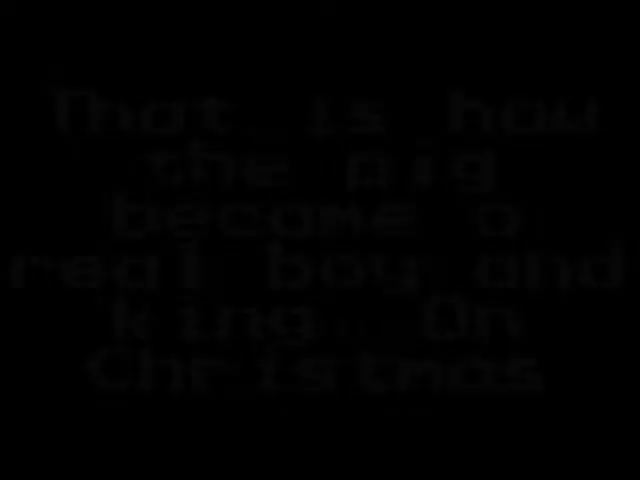 That is how
the pig
became a
real boy and
king. On
Christmas